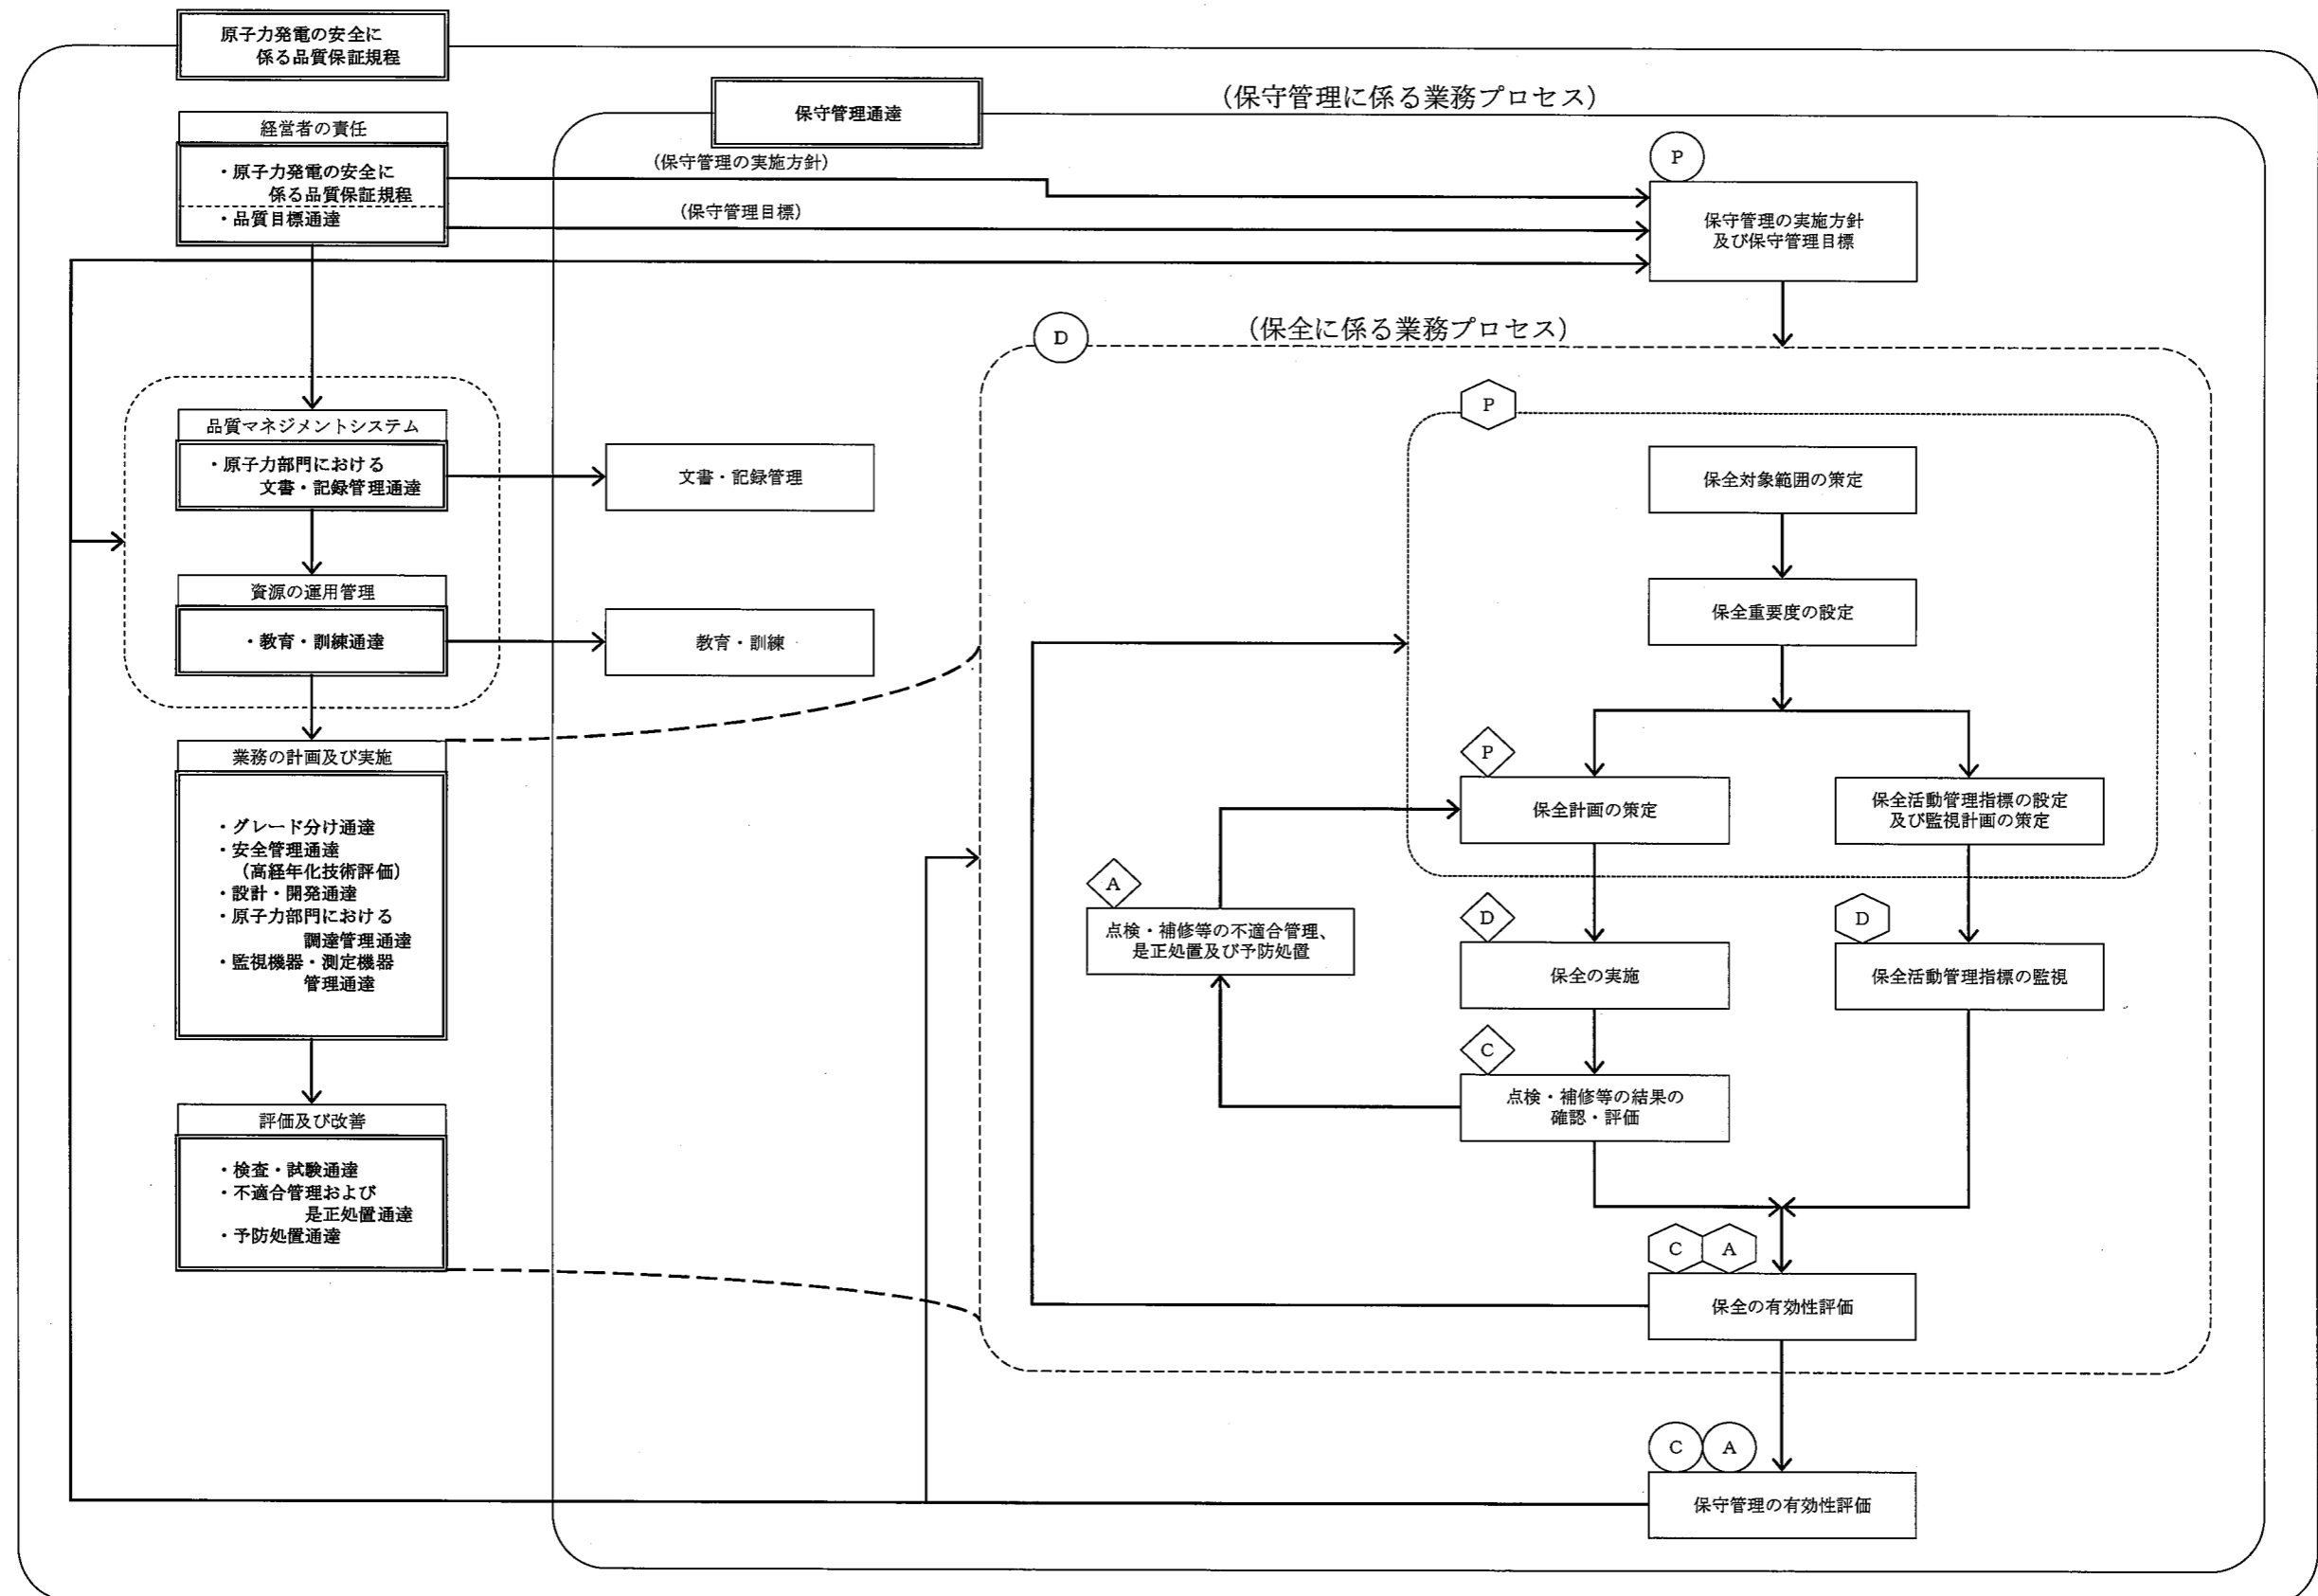 原子力発電の安全に
係る品質保証規程
保守管理通達
（保守管理に係る業務プロセス）
経営者の責任
・原子力発電の安全に
係る品質保証規程
・品質目標通達
（保守管理の実施方針）
（保守管理目標）
P
保守管理の実施方針
及び保守管理目標
D
（保全に係る業務プロセス）
品質マネジメントシステム
・原子力部門における
文書・記録管理通達
文書・記録管理
資源の運用管理
・教育・訓練通達
教育・訓練
業務の計画及び実施
・グレード分け通達
・安全管理通達
（高経年化技術評価）
・設計・開発通達
・原子力部門における
調達管理通達
・監視機器・測定機器
管理通達
評価及び改善
・検査・試験通達
・不適合管理および
是正処置通達
・予防処置通達
P
保全対象範囲の策定
保全重要度の設定
P
保全計画の策定
保全活動管理指標の設定
及び監視計画の策定
A
点検・補修等の不適合管理、
是正処置及び予防処置
D
保全の実施
D
保全活動管理指標の監視
C
点検・補修等の結果の
確認・評価
C A
保全の有効性評価
C A
保守管理の有効性評価